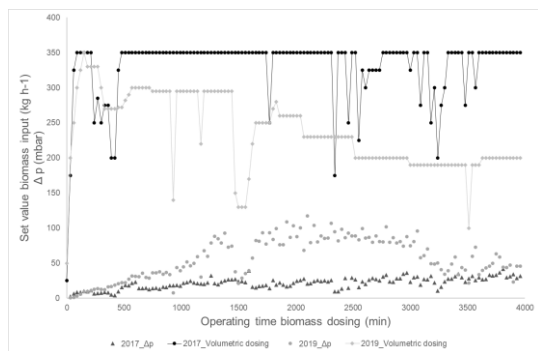 400
350
300
250
200
150
100
50
0
Set value biomass input (kg h-1)
Δ p (mbar)
0 500 1000 1500 2000 2500 3000 3500 4000
Operating time biomass dosing (min)
2017_Δp 2017_Volumetric dosing 2019_Δp 2019_Volumetric dosing